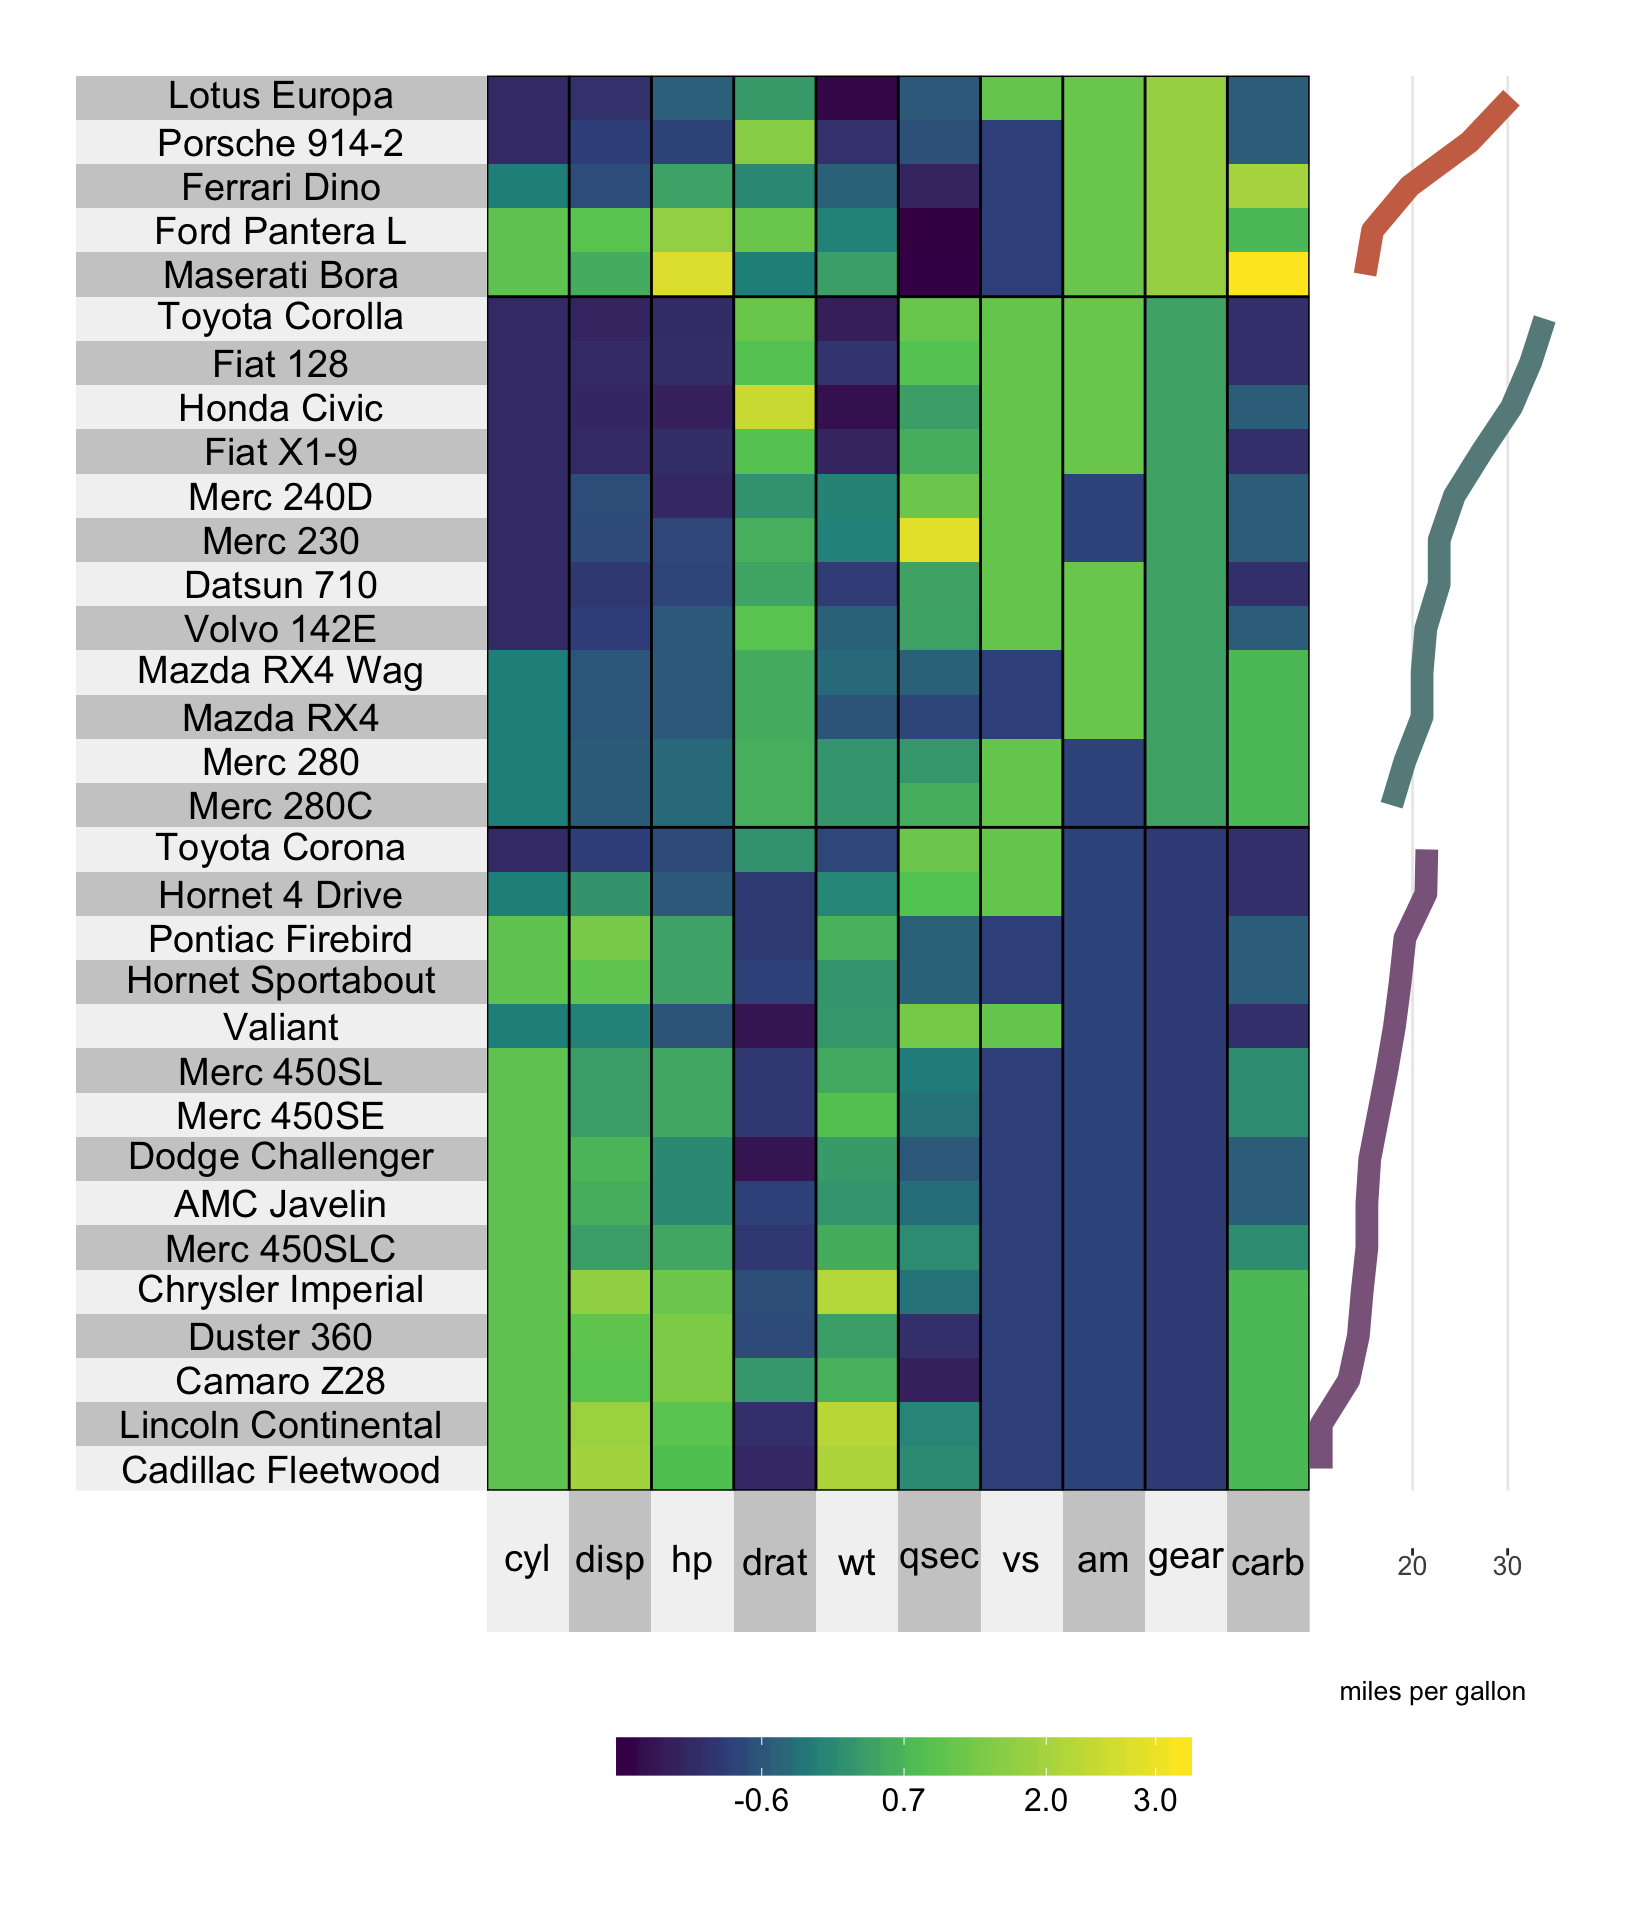 Lotus Europa
Porsche 914-2
Ferrari Dino
Ford Pantera L
Maserati Bora
Toyota Corolla
Fiat 128
Honda Civic
Fiat X1-9
Merc 240D
Merc 230
Datsun 710
Volvo 142E
Mazda RX4 Wag
Mazda RX4
Merc 280
Merc 280C
Toyota Corona
Hornet 4 Drive
Pontiac Firebird
Hornet Sportabout
Valiant
Merc 450SL
Merc 450SE
Dodge Challenger
AMC Javelin
Merc 450SLC
Chrysler Imperial
Duster 360
Camaro Z28
Lincoln Continental
Cadillac Fleetwood
cyl disp hp drat wt qsec vs am gear carb 20 30
miles per gallon
-0.6 0.7 2.0 3.0